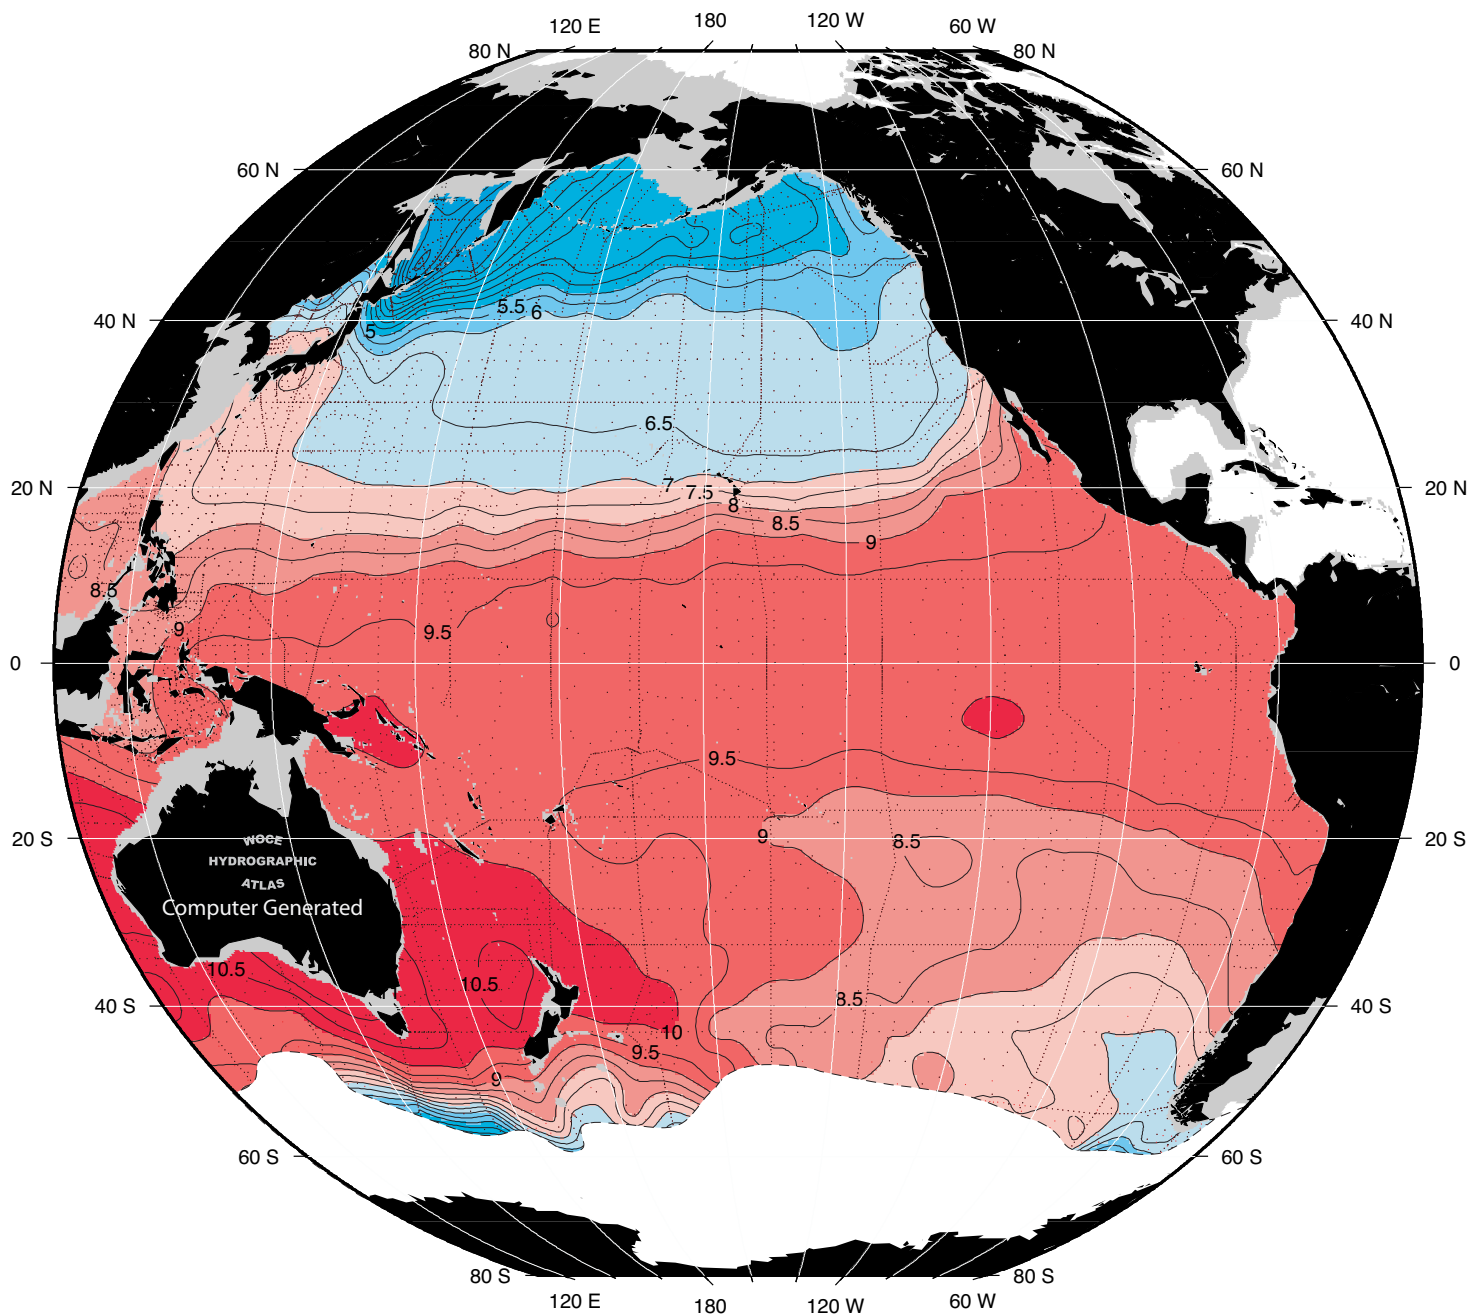 120 E 180 120 W 60 W
80 N 80 N
60 N 60 N
5.5 6
40 N 5 40 N
6.5
20 N 7 7.5 20 N
8
8.5
9
8.5
9 9.5
0 0
9.5
20 S WOCE 9 8.5 20 S
HYDROGRAPHIC
ATLAS
Computer Generated
10.5
10.5
40 S 8.5 40 S
10
9.5
9
60 S 60 S
80 S 80 S
120 E 180 120 W 60 W